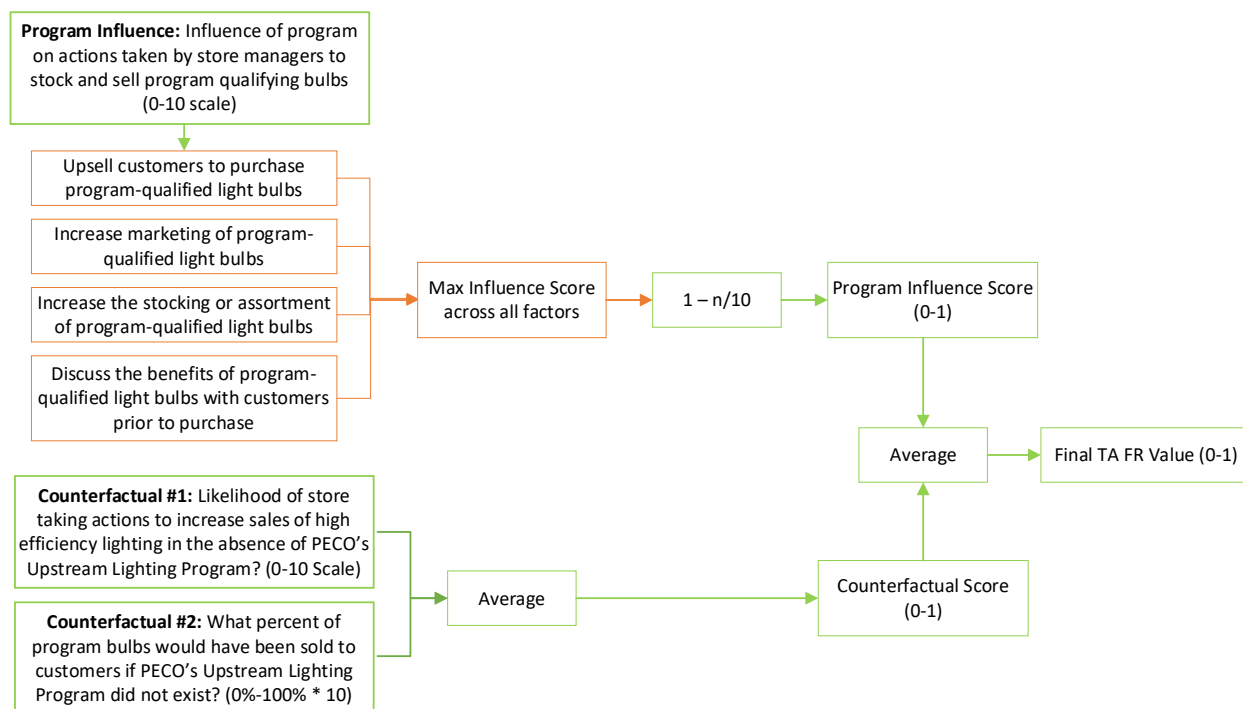 Program Influence: Influence of program
on actions taken by store managers to
stock and sell program qualifying bulbs
(0-10 scale)
Upsell customers to purchase
program-qualified light bulbs
Increase marketing of program-
qualified light bulbs
Increase the stocking or assortment
of program-qualified light bulbs
Discuss the benefits of program-
qualified light bulbs with customers
prior to purchase
Max Influence Score
across all factors
1 – n/10
Program Influence Score
(0-1)
Average
Final TA FR Value (0-1)
Counterfactual #1: Likelihood of store
taking actions to increase sales of high
efficiency lighting in the absence of PECO’s
Upstream Lighting Program? (0-10 Scale)
Counterfactual #2: What percent of
program bulbs would have been sold to
customers if PECO’s Upstream Lighting
Program did not exist? (0%-100% * 10)
Average
Counterfactual Score
(0-1)